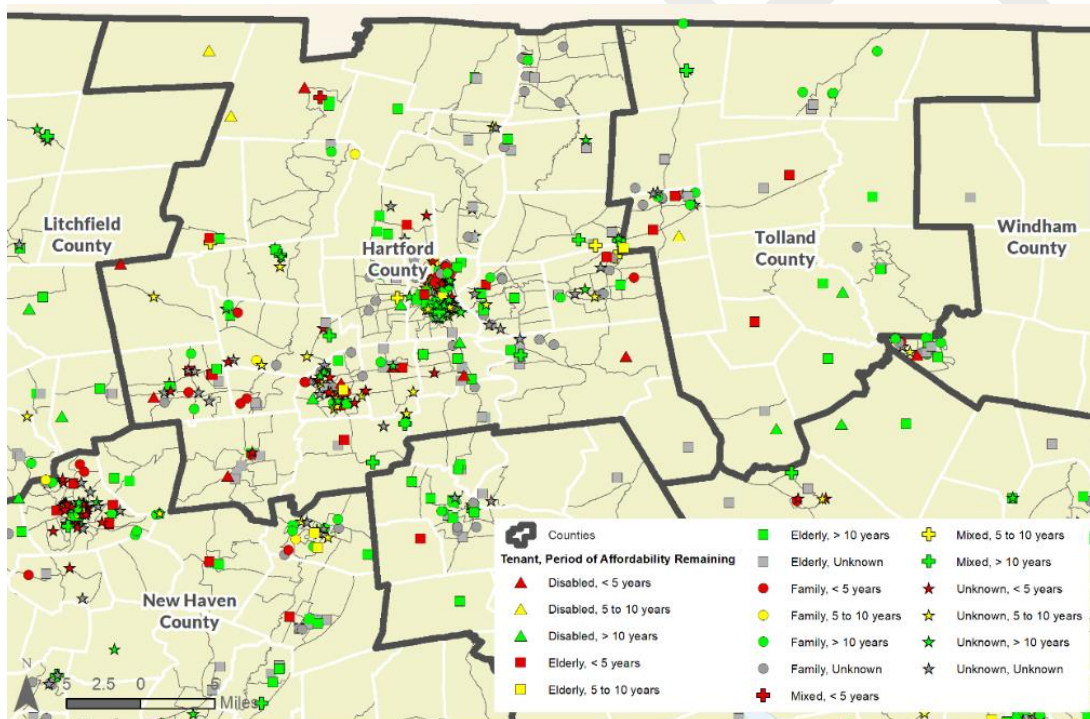 Litchfield
County
Hartford
County
Tolland
County
Windham
County
New Haven
County
N
5 2.5 0 5
Miles
Counties
Tenant, Period of Affordability Remaining
Disabled, < 5 years
Disabled, 5 to 10 years
Disabled, > 10 years
Elderly, < 5 years
Elderly, 5 to 10 years
Elderly, > 10 years
Elderly, Unknown
Family, < 5 years
Family, 5 to 10 years
Family, > 10 years
Family, Unknown
Mixed, < 5 years
Mixed, 5 to 10 years
Mixed, > 10 years
Unknown, < 5 years
Unknown, 5 to 10 years
Unknown, > 10 years
Unknown, Unknown